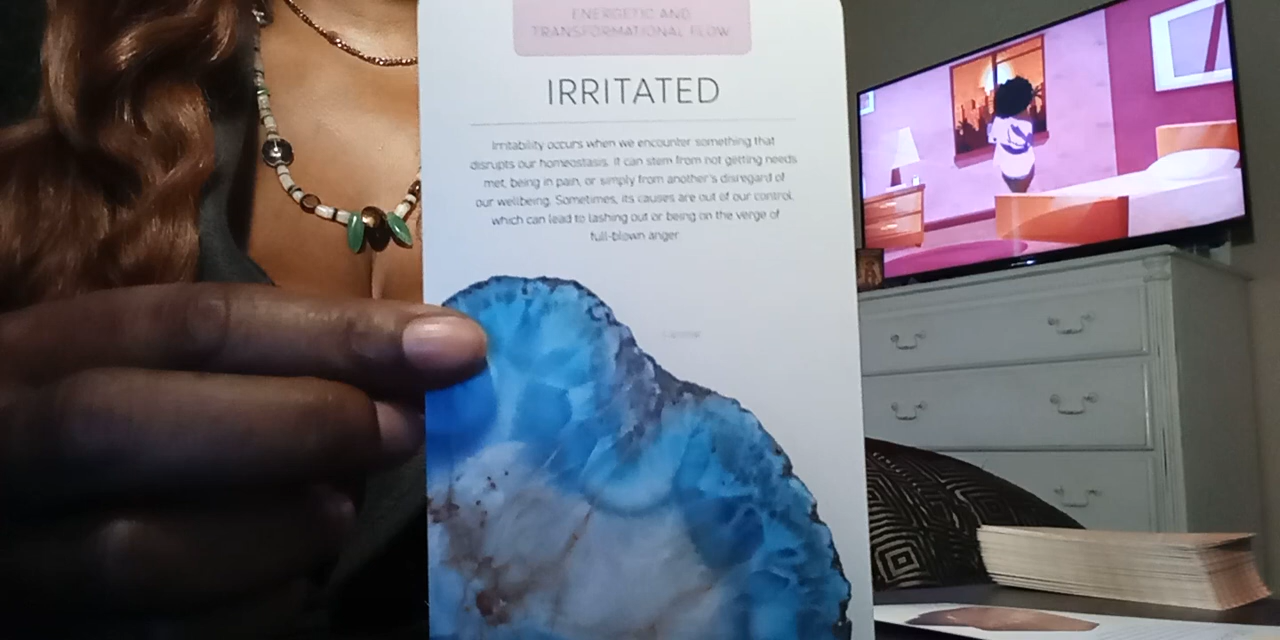 ENERGETIC AND
TRANSFORMATIONAL FLOW
IRRITATED
Irritability occurs when we encounter something that
disrupts our homeostasis. It can stem from not getting needs
met, being in pain, or simply from another's disregard of
our wellbeing. Sometimes, its causes are out of our control,
which can lead to lashing out or being on the verge of
full-blown anger.